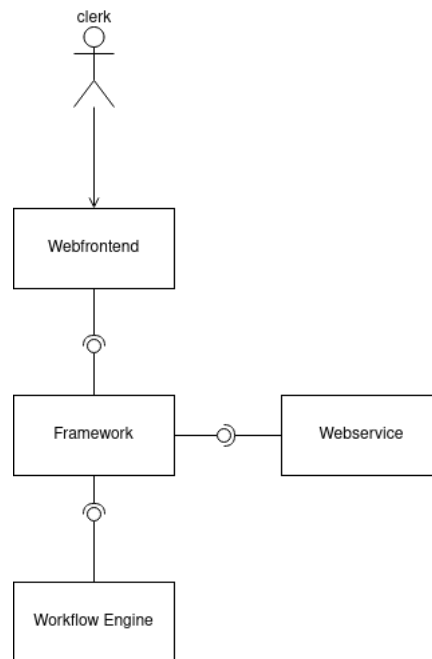 clerk
Webfrontend
Framework
Webservice
Workflow Engine